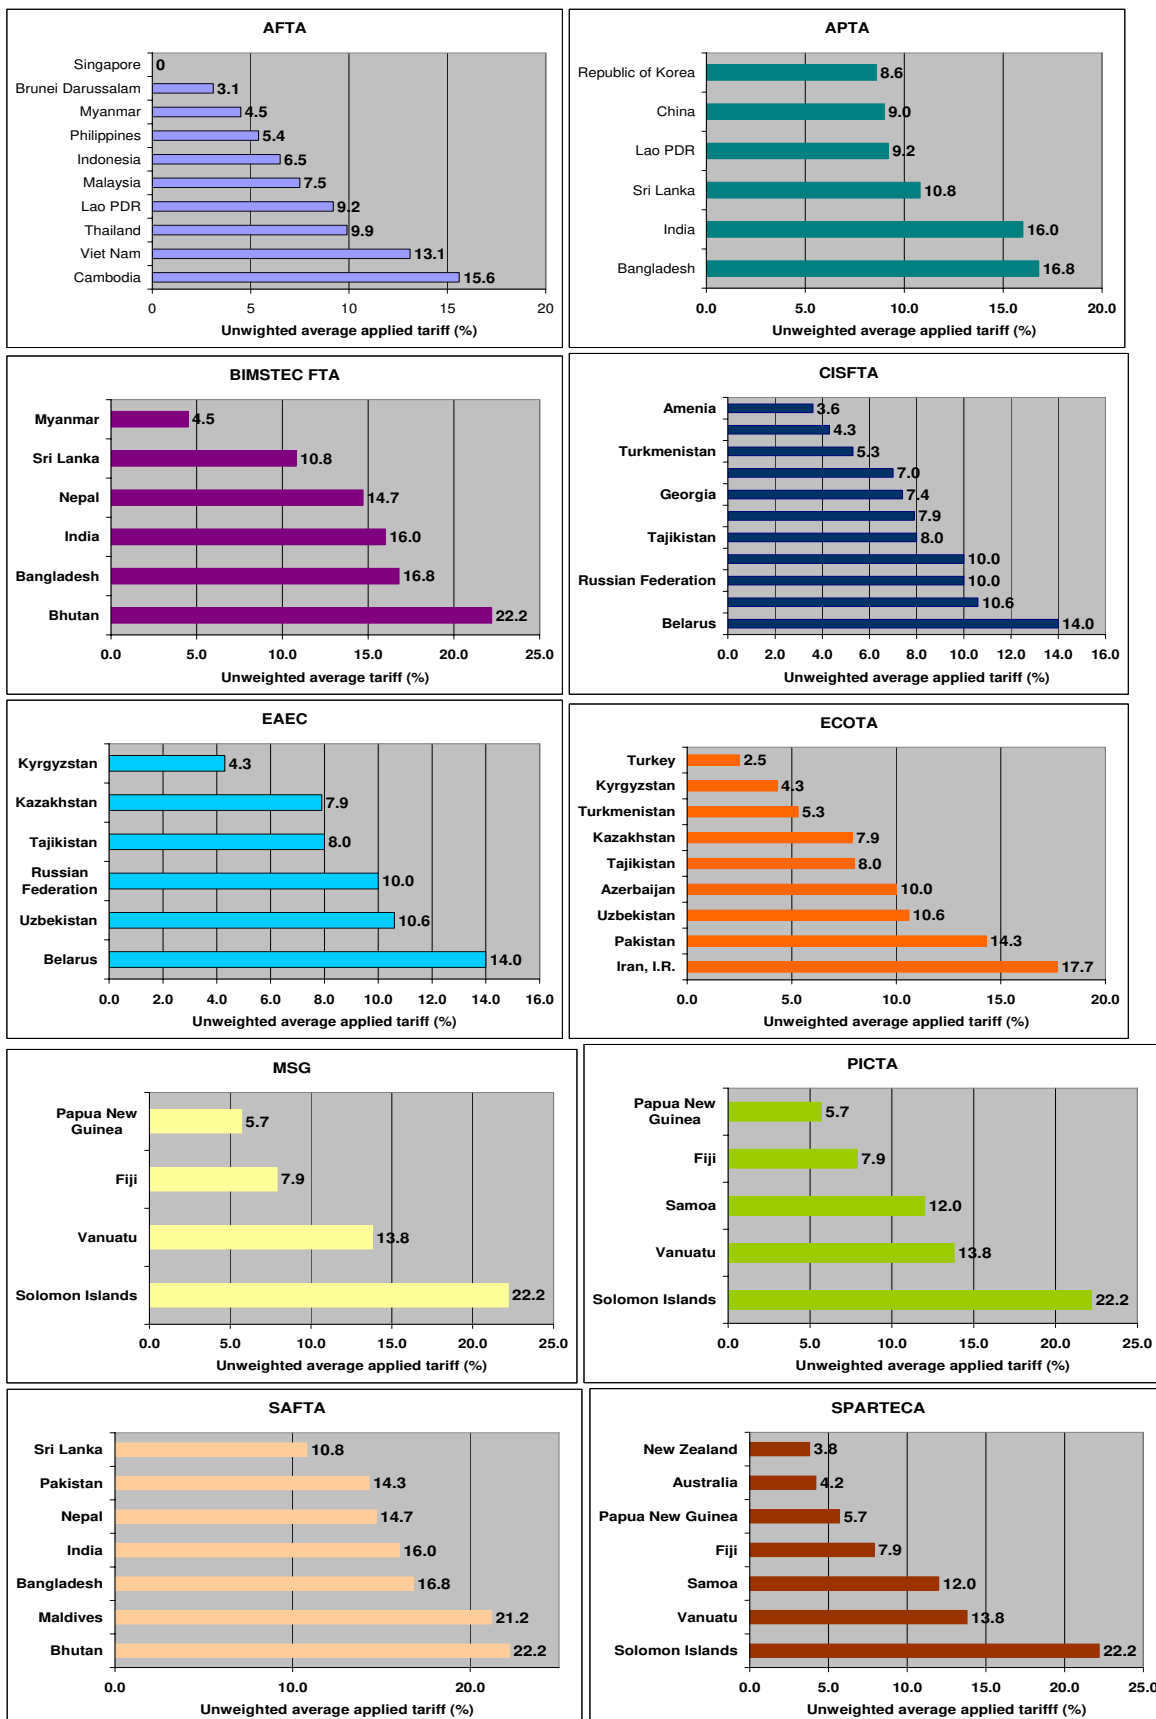 AFTA
Singapore 0
Brunei Darussalam 3.1
Myanmar 4.5
Philippines 5.4
Indonesia 6.5
Malaysia 7.5
Lao PDR 9.2
Thailand 9.9
Viet Nam 13.1
Cambodia 15.6
0 5 10 15 20
Unweighted average applied tariff (%)
APTA
Republic of Korea 8.6
China 9.0
Lao PDR 9.2
Sri Lanka 10.8
India 16.0
Bangladesh 16.8
0.0 5.0 10.0 15.0 20.0
Unweighted average applied tariff (%)
BIMSTEC FTA
Myanmar 4.5
Sri Lanka 10.8
Nepal 14.7
India 16.0
Bangladesh 16.8
Bhutan 22.2
0.0 5.0 10.0 15.0 20.0 25.0
Unweighted average tariff (%)
CISFTA
Amenia 3.6
4.3
Turkmenistan 5.3
7.0
Georgia 7.4
7.9
Tajikistan 8.0
10.0
Russian Federation 10.0
10.6
Belarus 14.0
0.0 2.0 4.0 6.0 8.0 10.0 12.0 14.0 16.0
Unweighted average applied tariff (%)
EAEC
Kyrgyzstan 4.3
Kazakhstan 7.9
Tajikistan 8.0
Russian
Federation 10.0
Uzbekistan 10.6
Belarus 14.0
0.0 2.0 4.0 6.0 8.0 10.0 12.0 14.0 16.0
Unweighted average applied tariff (%)
ECOTA
Turkey 2.5
Kyrgyzstan 4.3
Turkmenistan 5.3
Kazakhstan 7.9
Tajikistan 8.0
Azerbaijan 10.0
Uzbekistan 10.6
Pakistan 14.3
Iran, I.R. 17.7
0.0 5.0 10.0 15.0 20.0
Unweighted average applied tariff (%)
MSG
Papua New
Guinea 5.7
Fiji 7.9
Vanuatu 13.8
Solomon Islands 22.2
0.0 5.0 10.0 15.0 20.0 25.0
Unweighted average applied tariff (%)
PICTA
Papua New
Guinea 5.7
Fiji 7.9
Samoa 12.0
Vanuatu 13.8
Solomon Islands 22.2
0.0 5.0 10.0 15.0 20.0 25.0
Unweighted average applied tariff (%)
SAFTA
Sri Lanka 10.8
Pakistan 14.3
Nepal 14.7
India 16.0
Bangladesh 16.8
Maldives 21.2
Bhutan 22.2
0.0 10.0 20.0
Unweighted average applied tariff (%)
SPARTECA
New Zealand 3.8
Australia 4.2
Papua New Guinea 5.7
Fiji 7.9
Samoa 12.0
Vanuatu 13.8
Solomon Islands 22.2
0.0 5.0 10.0 15.0 20.0 25.0
Unweighted average applied tarifff (%)